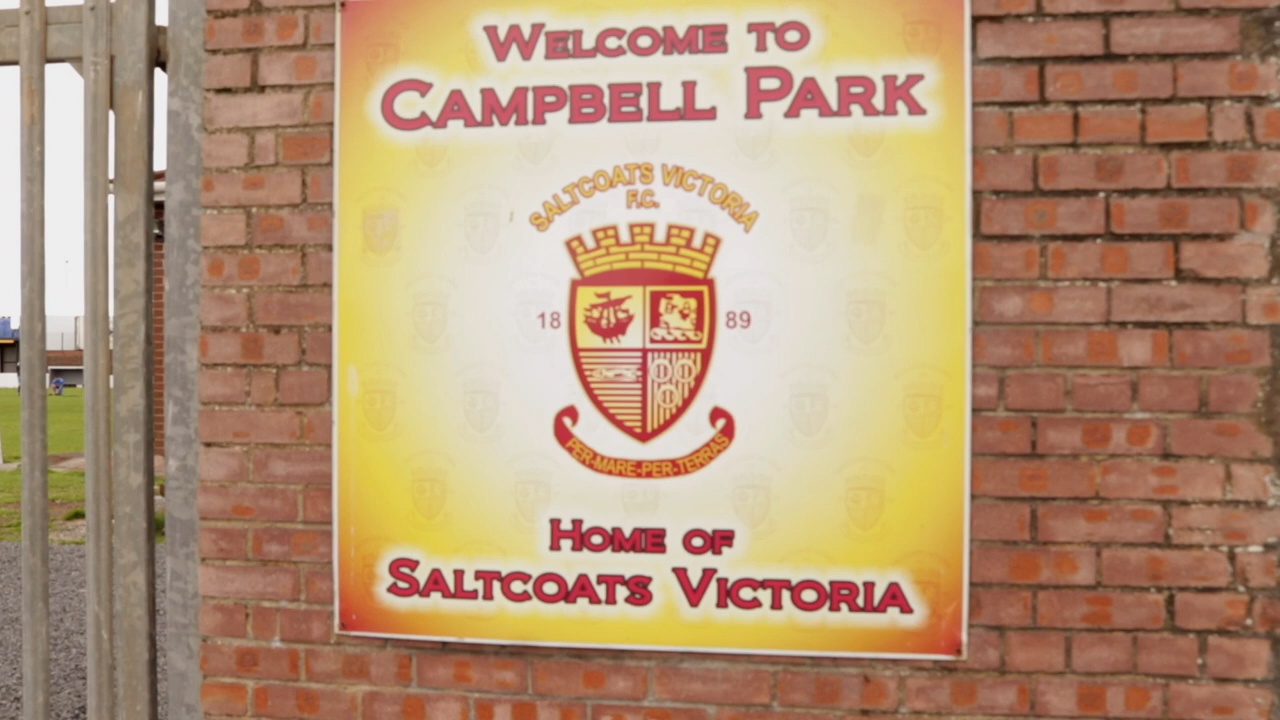 WELCOME TO
CAMPBELL PARK
SALTCOATS VICTORIA
F.C.
18 89
PER-MARE-PER-TERRAS
HOME OF
SALTCOATS VICTORIA